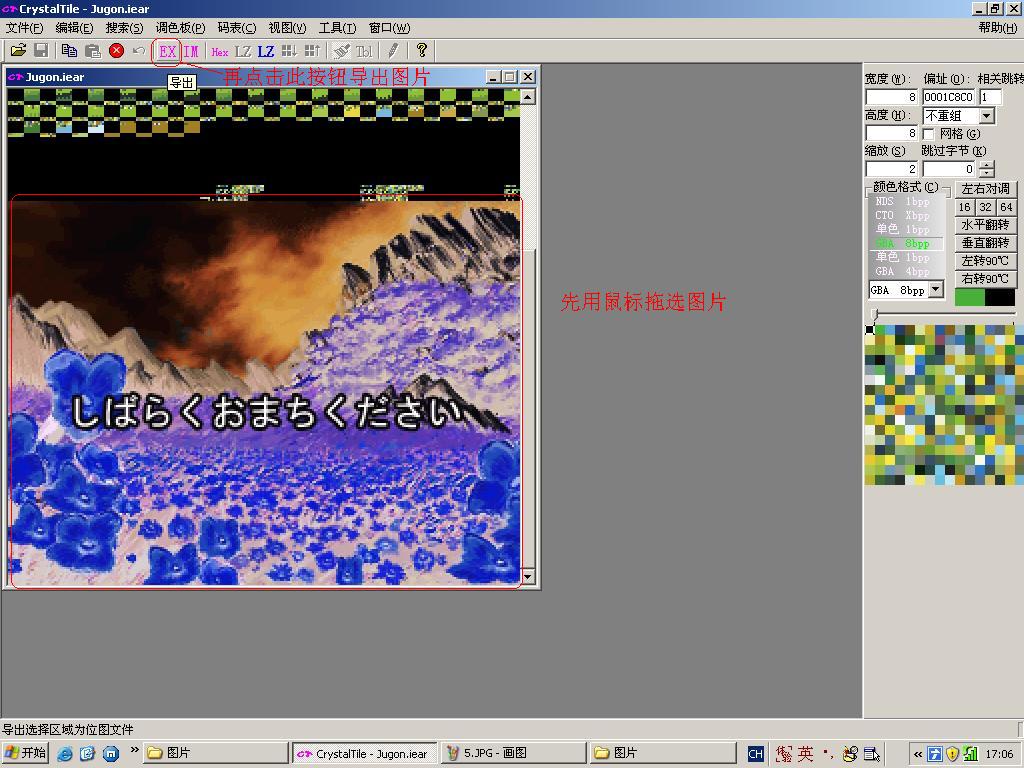 CrystalTile - Jugon.iear
文件(F) 编辑(E) 搜索(S) 调色板(P) 码表(C) 视图(V) 工具(T) 窗口(W) 帮助(H)
EX IM Hex LZ LZ Tbl ?
再点击此按钮导出图片
导出
Jugon.iear
しばらくおまちください
先用鼠标拖选图片
宽度(W): 偏址(O): 相关跳转
8 0001C8C0 1
高度(H): 不重组
8 网格(G)
缩放(S) 跳过字节(K)
2 0
颜色格式(C) 左右对调
NDS 1bpp
CTO Xbpp 16 32 64
单色 1bpp 水平翻转
GBA 8bpp 垂直翻转
单色 1bpp 左转90℃
GBA 4bpp 右转90℃
GBA 8bpp
导出选择区域为位图文件
开始 图片 CrystalTile - Jugon.iear 5.JPG - 画图 图片 CH 英 17:06